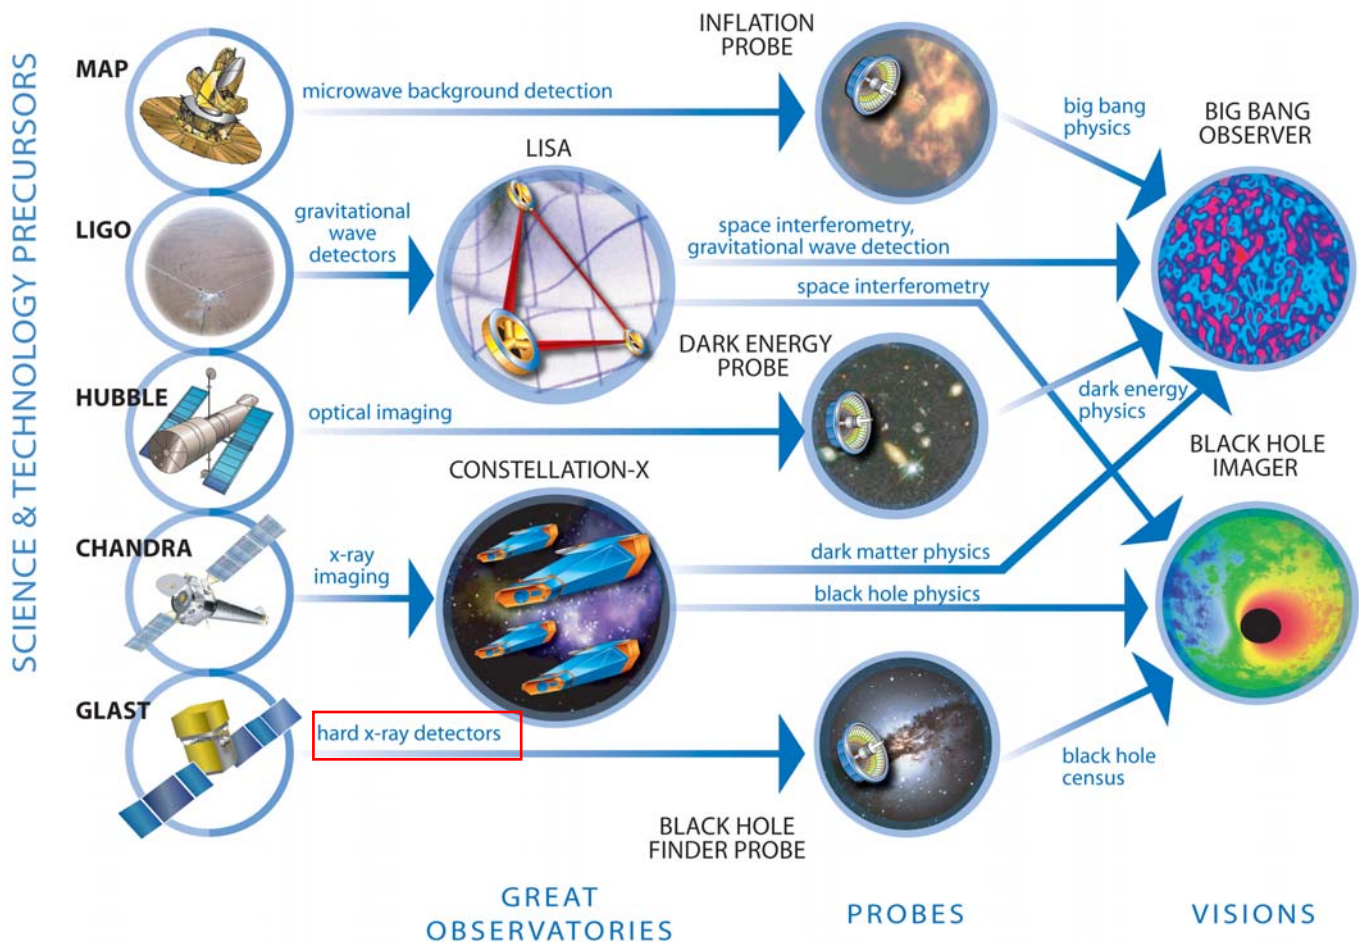 SCIENCE & TECHNOLOGY PRECURSORS
MAP
microwave background detection
INFLATION
PROBE
big bang
physics
BIG BANG
OBSERVER
LIGO
gravitational
wave
detectors
LISA
space interferometry,
gravitational wave detection
space interferometry
HUBBLE
optical imaging
DARK ENERGY
PROBE
dark energy
physics
BLACK HOLE
IMAGER
CHANDRA
x-ray
imaging
CONSTELLATION-X
dark matter physics
black hole physics
GLAST
hard x-ray detectors
BLACK HOLE
FINDER PROBE
black hole
census
GREAT
OBSERVATORIES
PROBES
VISIONS